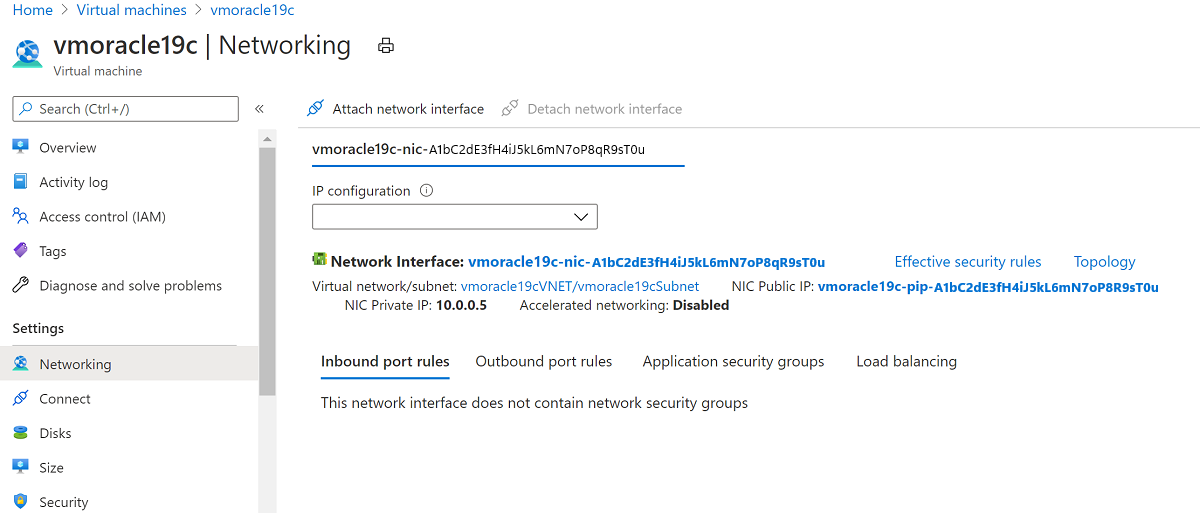 Home > Virtual machines > vmoracle19c
vmoracle19c | Networking
Virtual machine
Search (Ctrl+/)
«
Overview
Activity log
Access control (IAM)
Tags
Diagnose and solve problems
Settings
Networking
Connect
Disks
Size
Security
Attach network interface Detach network interface
vmoracle19c-nic-A1bC2dE3fH4iJ5kL6mN7oP8qR9sT0u
IP configuration
Network Interface: vmoracle19c-nic-A1bC2dE3fH4iJ5kL6mN7oP8qR9sT0u Effective security rules Topology
Virtual network/subnet: vmoracle19cVNET/vmoracle19cSubnet NIC Public IP: vmoracle19c-pip-A1bC2dE3fH4iJ5kL6mN7oP8R9sT0u
NIC Private IP: 10.0.0.5 Accelerated networking: Disabled
Inbound port rules Outbound port rules Application security groups Load balancing
This network interface does not contain network security groups